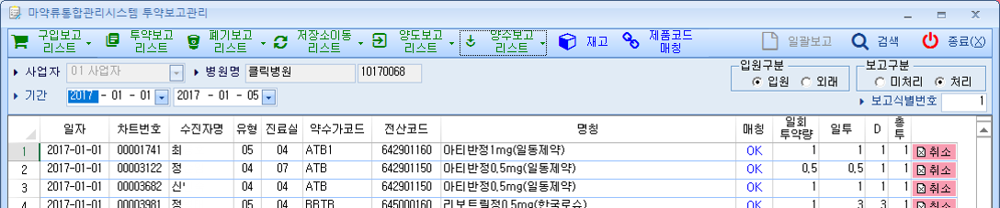 마약류통합관리시스템 투약보고관리
구입보고 리스트 투약보고 리스트 폐기보고 리스트 저장소이동 리스트 양도보고 리스트 양수보고 리스트 재고 제품코드 매칭 일괄보고 검색 종료(X)
사업자 01 사업자 병원명 클릭병원 10170068 입원구분 입원 외래 보고구분 미처리 처리
기간 2017 - 01 - 01 2017 - 01 - 05 보고식별번호 1
일자 차트번호 수진자명 유형 진료실 약수가코드 전산코드 명칭 매칭 일회투약량 일투 D 총투
1 2017-01-01 00001741 최 05 04 ATB1 642901160 아티반정1mg(일동제약) OK 1 1 1 1 취소
2 2017-01-01 00003122 정 04 07 ATB 642901150 아티반정0,5mg(일동제약) OK 0,5 0,5 1 1 취소
3 2017-01-01 00003682 신 04 04 ATB 642901150 아티반정0,5mg(일동제약) OK 1 1 1 1 취소
4 2017-01-01 00003981 정 05 04 BBTB 645000160 리보트릴정0,5mg(한국로슈) OK 1 3 3 1 취소